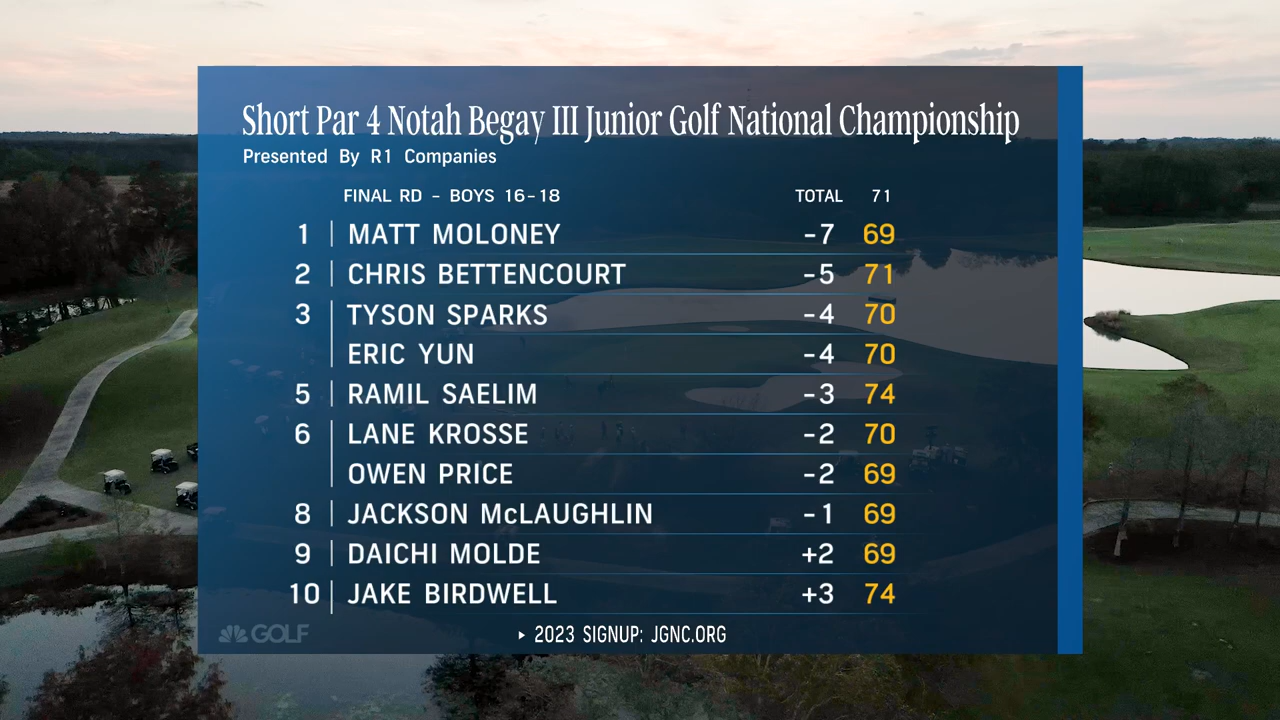 Short Par 4 Notah Begay III Junior Golf National Championship
Presented By R1 Companies
FINAL RD - BOYS 16-18 TOTAL 71
1 MATT MOLONEY -7 69
2 CHRIS BETTENCOURT -5 71
3 TYSON SPARKS -4 70
ERIC YUN -4 70
5 RAMIL SAELIM -3 74
6 LANE KROSSE -2 70
OWEN PRICE -2 69
8 JACKSON McLAUGHLIN -1 69
9 DAICHI MOLDE +2 69
10 JAKE BIRDWELL +3 74
GOLF ▸ 2023 SIGNUP: JGNC.ORG